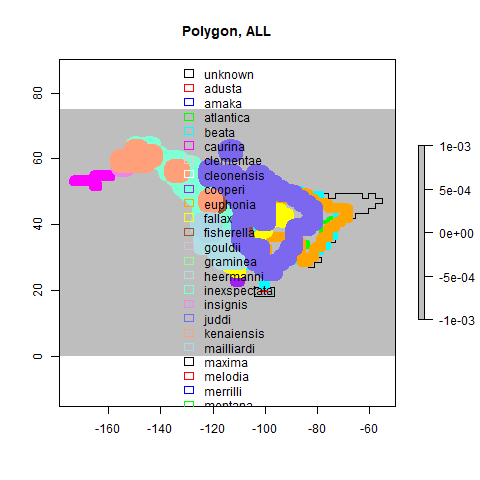 Polygon, ALL
unknown
adusta
amaka
atlantica
beata
caurina
clementae
cleonensis
cooperi
euphonia
fallax
fisherella
gouldii
graminea
heermanni
inexspectata
insignis
juddi
kenaiensis
mailliardi
maxima
melodia
merrilli
montana
80
60
40
20
0
-160
-140
-120
-100
-80
-60
1e-03
5e-04
0e+00
-5e-04
-1e-03